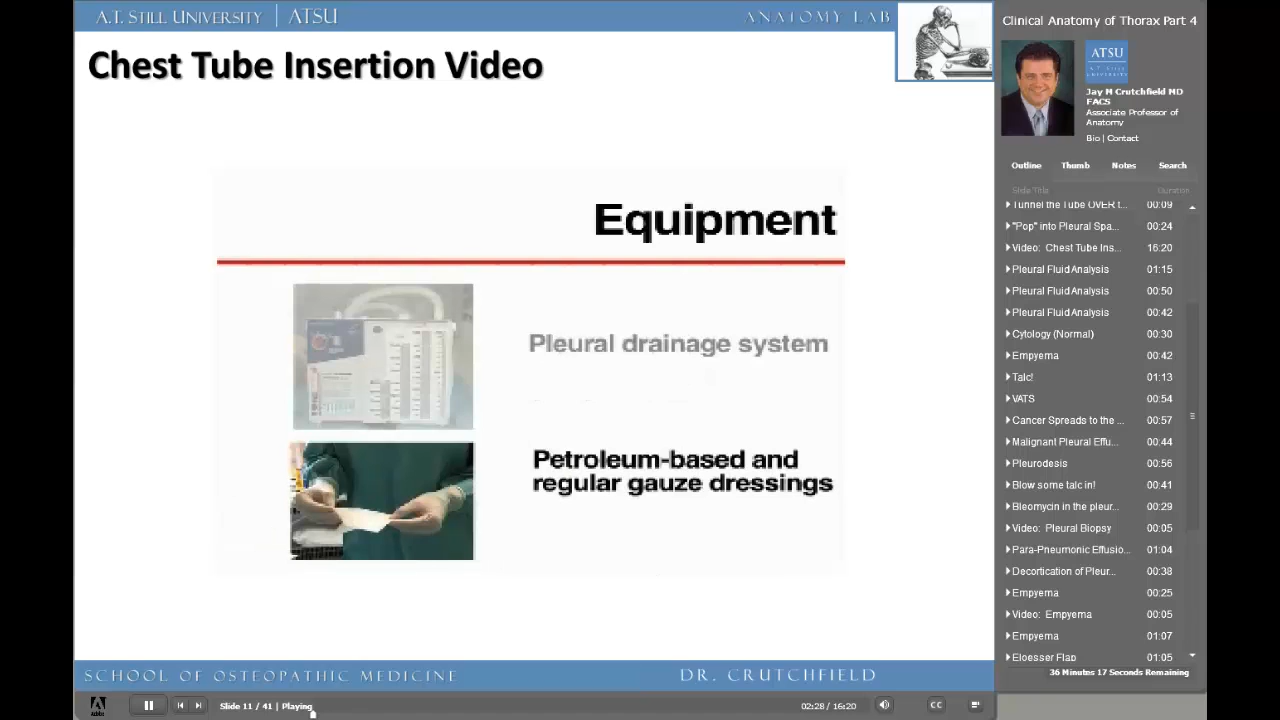 A.T. STILL UNIVERSITY | ATSU
ANATOMY LAB
Chest Tube Insertion Video
Equipment
Pleural drainage system
Petroleum-based and
regular gauze dressings
SCHOOL OF OSTEOPATHIC MEDICINE
DR. CRUTCHFIELD
Adobe
Slide 11 / 41 | Playing
02:28 / 16:20
CC
Clinical Anatomy of Thorax Part 4
ATSU
A.T. STILL
UNIVERSITY
Jay M Crutchfield MD
FACS
Associate Professor of
Anatomy
Bio | Contact
Outline Thumb Notes Search
Slide Title Duration
Tunnel the Tube OVER t... 00:09
"Pop" into Pleural Spa... 00:24
Video: Chest Tube Ins... 16:20
Pleural Fluid Analysis 01:15
Pleural Fluid Analysis 00:50
Pleural Fluid Analysis 00:42
Cytology (Normal) 00:30
Empyema 00:42
Talc! 01:13
VATS 00:54
Cancer Spreads to the ... 00:57
Malignant Pleural Effu... 00:44
Pleurodesis 00:56
Blow some talc in! 00:41
Bleomycin in the pleur... 00:29
Video: Pleural Biopsy 00:05
Para-Pneumonic Effusio... 01:04
Decortication of Pleur... 00:38
Empyema 00:25
Video: Empyema 00:05
Empyema 01:07
Eloesser Flap 01:05
36 Minutes 17 Seconds Remaining